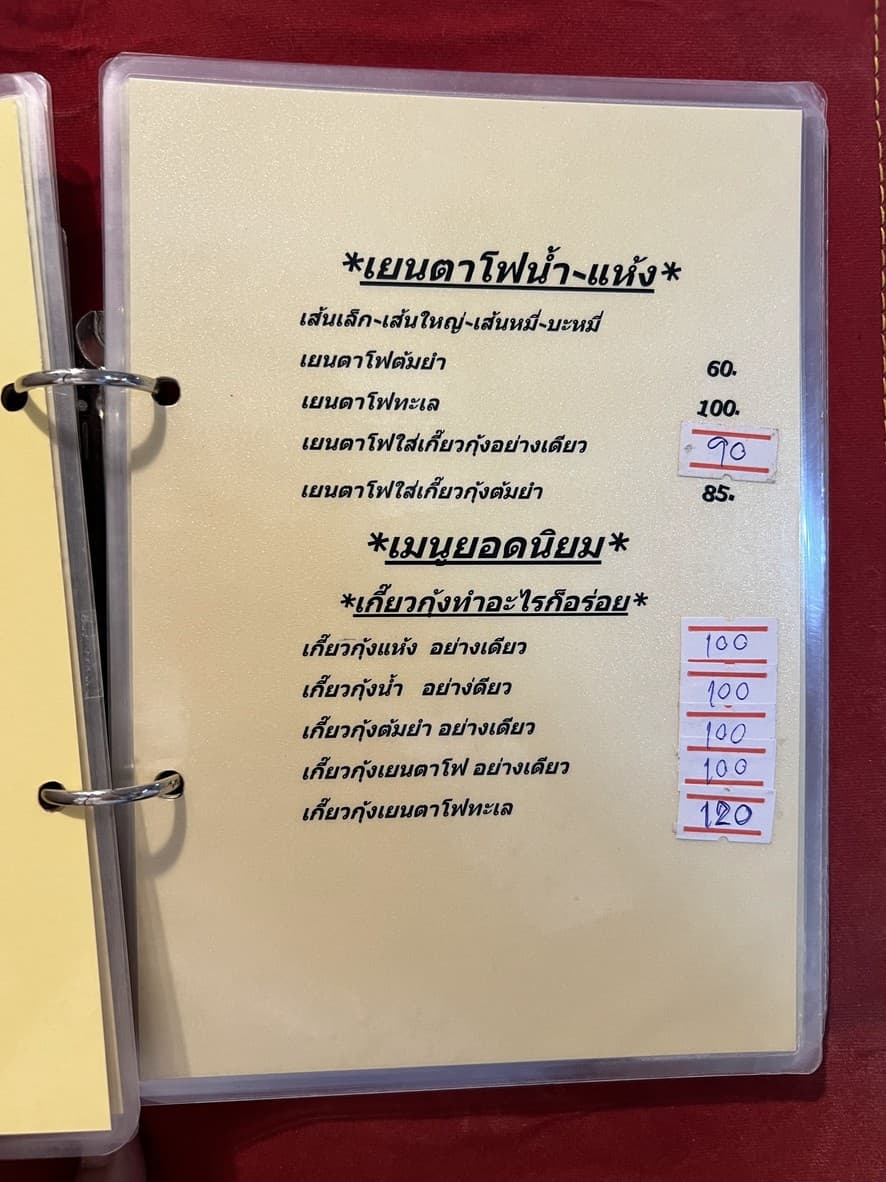 *เยนตาโฟน้ำ-แห้ง*
เส้นเล็ก-เส้นใหญ่-เส้นหมี่-บะหมี่
เยนตาโฟต้มยำ 60.
เยนตาโฟทะเล 100.
เยนตาโฟใส่เกี๊ยวกุ้งอย่างเดียว 90
เยนตาโฟใส่เกี๊ยวกุ้งต้มยำ 85.
*เมนูยอดนิยม*
*เกี๊ยวกุ้งทำอะไรก็อร่อย*
เกี๊ยวกุ้งแห้ง อย่างเดียว 100
เกี๊ยวกุ้งน้ำ อย่าง่ดียว 100
เกี๊ยวกุ้งต้มยำ อย่างเดียว 100
เกี๊ยวกุ้งเยนตาโฟ อย่างเดียว 100
เกี๊ยวกุ้งเยนตาโฟทะเล 120